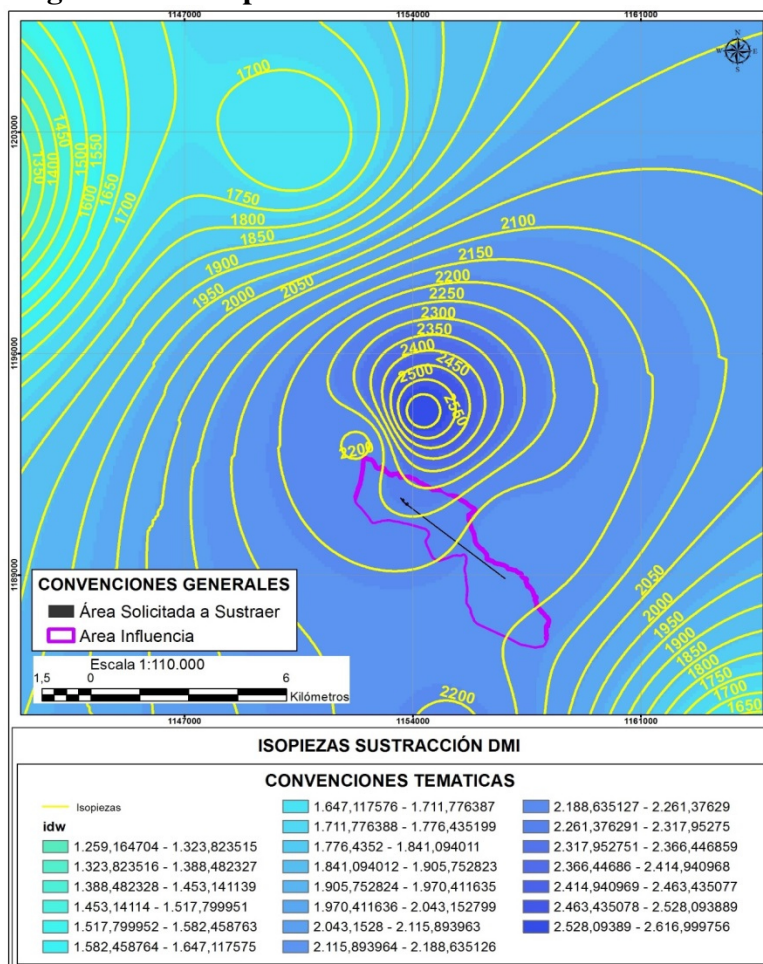 1147000 1154000 1161000
N
W E
S
1700
1203000
1450
1350 1400 1500 1550
1600 1650
1700
1750
1800
1850
1900
1950
2000
2050
2100
2150
2200
2250
2300
2350
2400 2450
2500
2550
1196000
2200
2050
2000
1950
1900
1850
1800
1750
1700
1650
2200
1189000
CONVENCIONES GENERALES
Área Solicitada a Sustraer
Area Influencia
Escala 1:110.000
1,5 0 6
Kilómetros
1147000 1154000 1161000
ISOPIEZAS SUSTRACCIÓN DMI
CONVENCIONES TEMATICAS
Isopiezas
idw
1.259,164704 - 1.323,823515
1.323,823516 - 1.388,482327
1.388,482328 - 1.453,141139
1.453,14114 - 1.517,799951
1.517,799952 - 1.582,458763
1.582,458764 - 1.647,117575
1.647,117576 - 1.711,776387
1.711,776388 - 1.776,435199
1.776,4352 - 1.841,094011
1.841,094012 - 1.905,752823
1.905,752824 - 1.970,411635
1.970,411636 - 2.043,152799
2.043,1528 - 2.115,893963
2.115,893964 - 2.188,635126
2.188,635127 - 2.261,37629
2.261,376291 - 2.317,95275
2.317,952751 - 2.366,446859
2.366,44686 - 2.414,940968
2.414,940969 - 2.463,435077
2.463,435078 - 2.528,093889
2.528,09389 - 2.616,999756